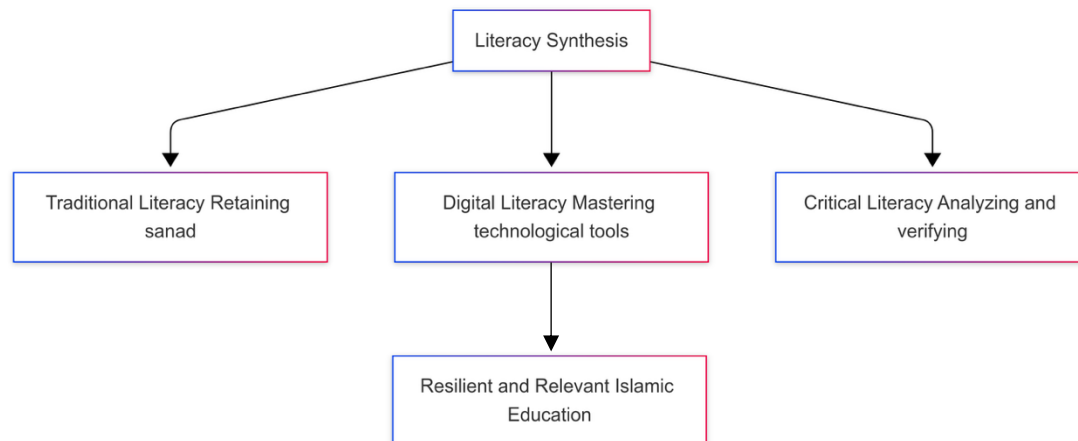 Literacy Synthesis
Traditional Literacy Retaining
sanad
Digital Literacy Mastering
technological tools
Critical Literacy Analyzing and
verifying
Resilient and Relevant Islamic
Education